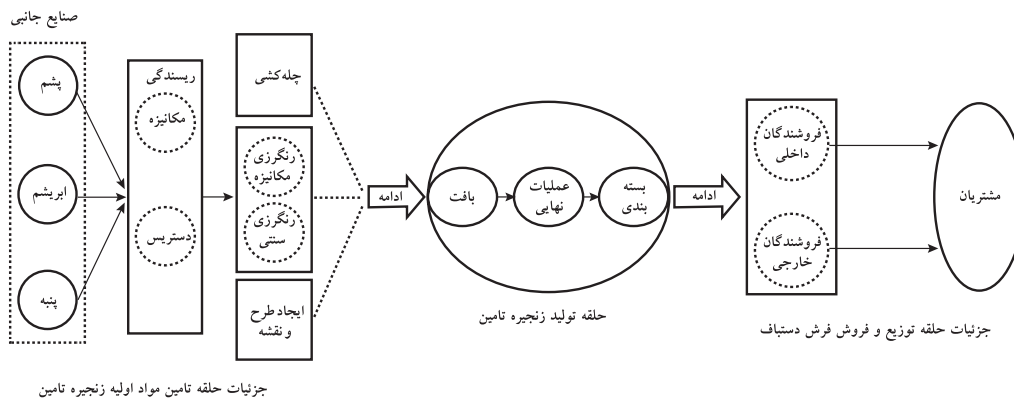 صنایع جانبی
پشم
ابریشم
پنبه
ریسندگی
مکانیزه
دستریس
چله‌کشی
رنگرزی
مکانیزه
رنگرزی
سنتی
ایجاد طرح
و نقشه
ادامه
بافت
عملیات
نهایی
بسته
بندی
ادامه
فروشندگان
داخلی
فروشندگان
خارجی
مشتریان
حلقه تولید زنجیره تامین
جزئیات حلقه توزیع و فروش فرش دستباف
جزئیات حلقه تامین مواد اولیه زنجیره تامین